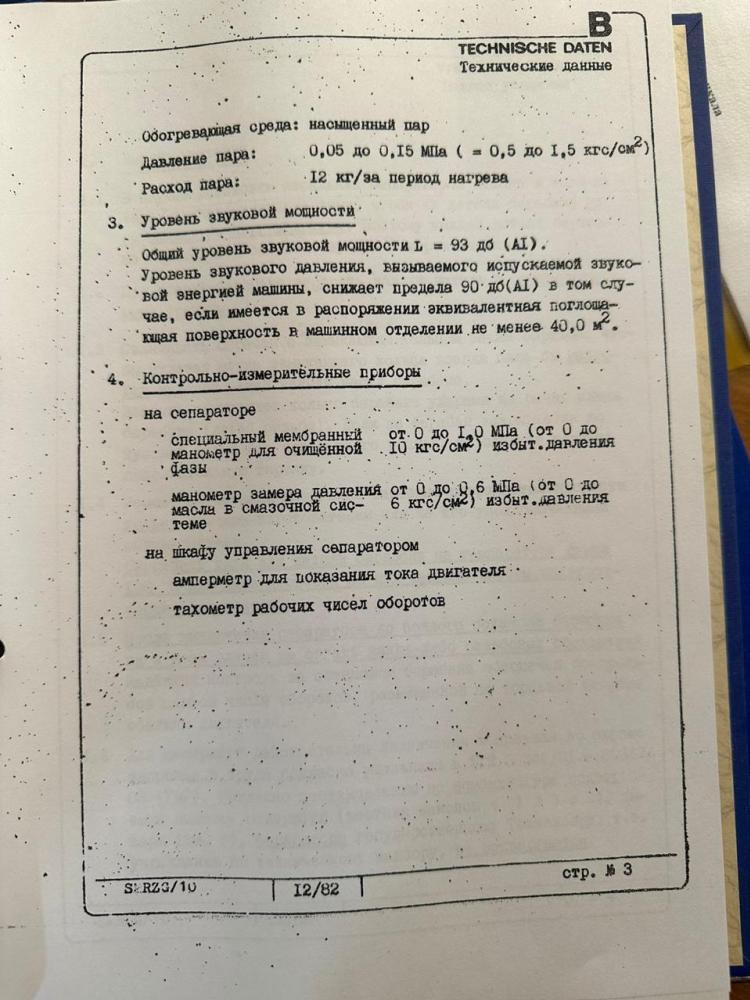 B
TECHNISCHE DATEN
Технические данные
Обогревающая среда: насыщенный пар
Давление пара: 0,05 до 0,15 МПа ( = 0,5 до 1,5 кгс/см²)
Расход пара: 12 кг/за период нагрева
3. Уровень звуковой мощности
Общий уровень звуковой мощности L = 93 дб (AI).
Уровень звукового давления, вызываемого испускаемой звуко-
вой энергией машины, снижает предела 90 дб(AI) в том слу-
чае, если имеется в распоряжении эквивалентная поглоща-
ющая поверхность в машинном отделении не менее 40,0 м².
4. Контрольно-измерительные приборы
на сепараторе
специальный мембранный от 0 до 1,0 МПа (от 0 до
манометр для очищённой 10 кгс/см²) избыт.давления
фазы
манометр замера давления от 0 до 0,6 МПа (от 0 до
масла в смазочной сис- 6 кгс/см²) избыт.давления
теме
на шкафу управления сепаратором
амперметр для показания тока двигателя
тахометр рабочих чисел оборотов
12/82
стр. № 3